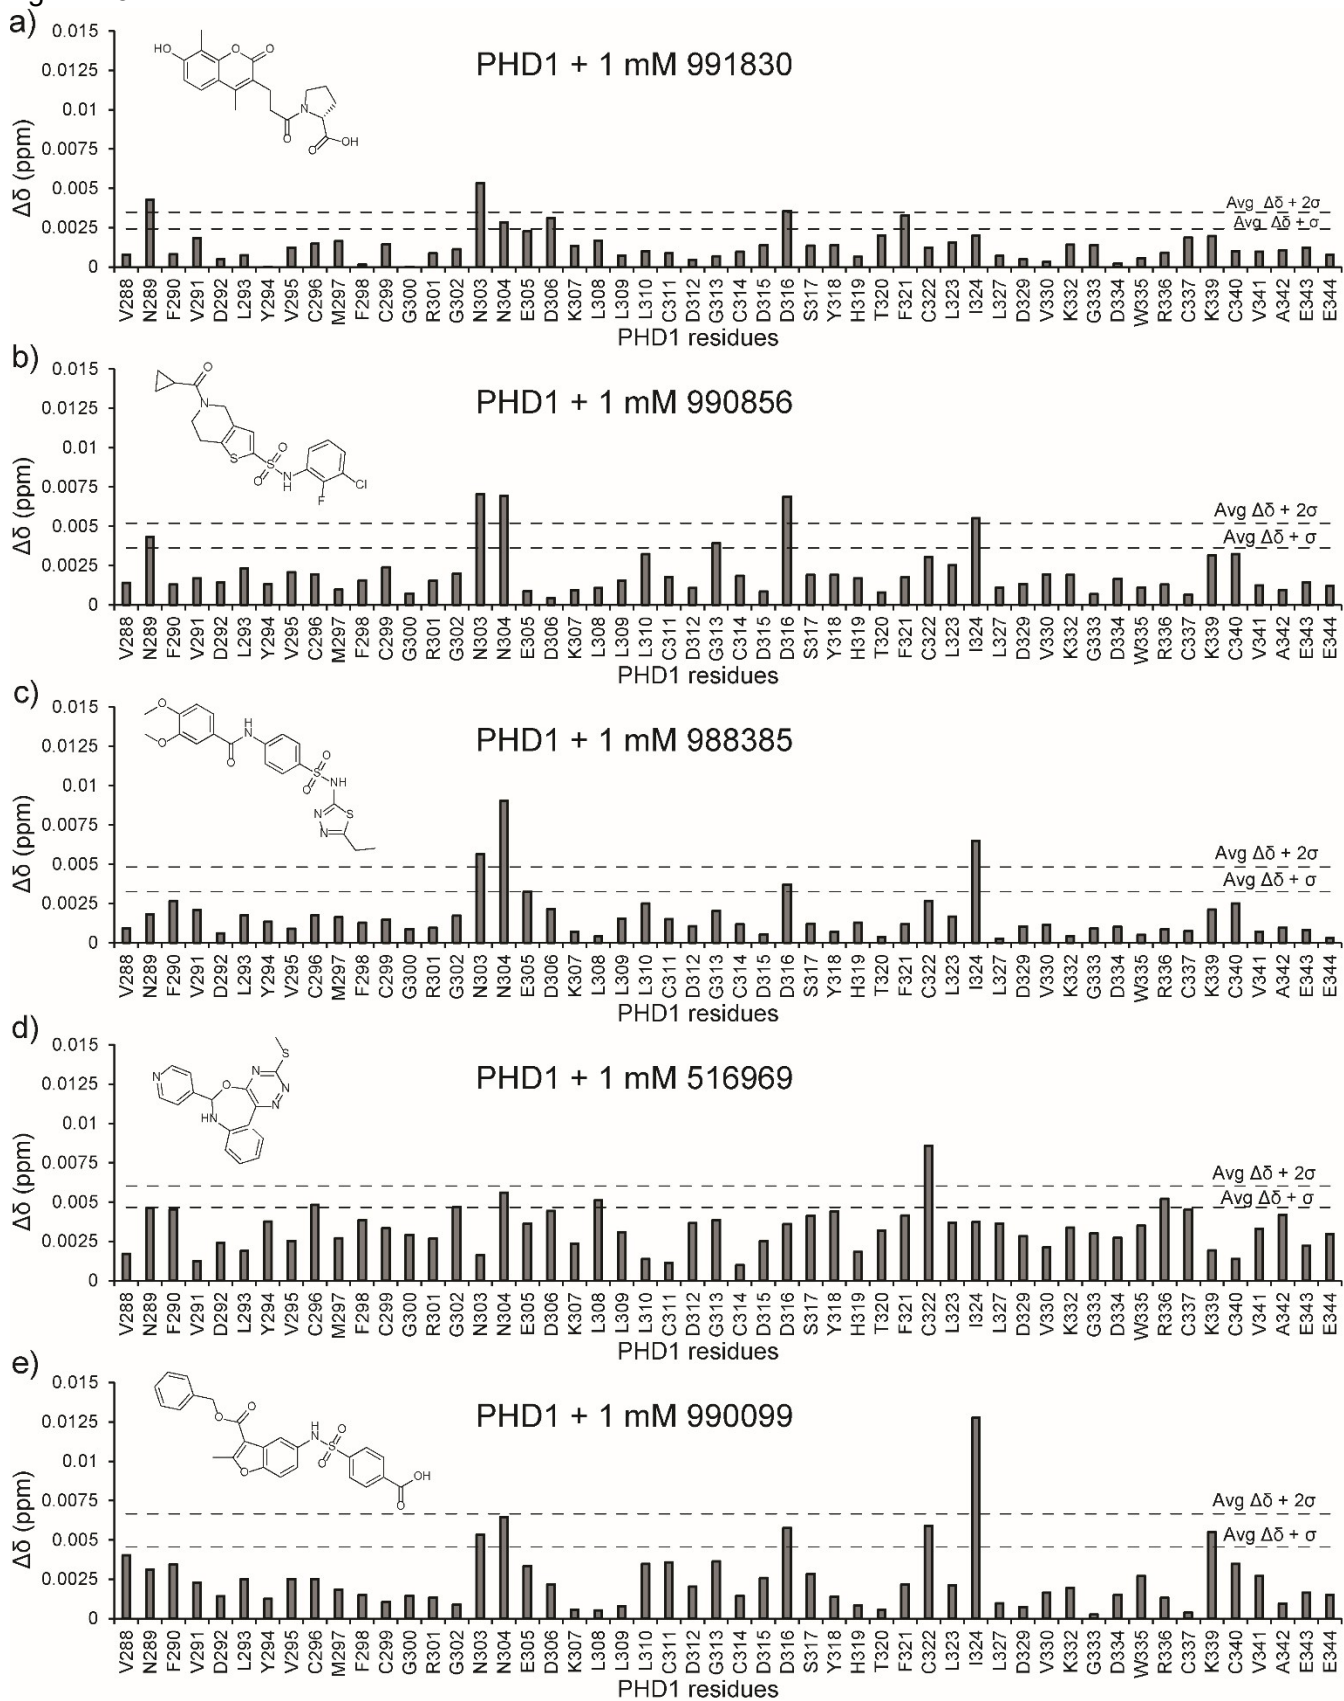 a)
PHD1 + 1 mM 991830
0.015
0.0125
0.01
0.0075
0.005
0.0025
0
Δδ (ppm)
HO O O N O O OH
Avg Δδ + 2σ
Avg Δδ + σ
V288 N289 F290 V291 D292 L293 Y294 V295 C296 M297 F298 C299 G300 R301 G302 N303 N304 E305 D306 K307 L308 L309 L310 C311 D312 G313 C314 D315 D316 S317 Y318 H319 T320 F321 C322 L323 I324 L327 D329 V330 K332 G333 D334 W335 R336 C337 K339 C340 V341 A342 E343 E344
PHD1 residues
b)
PHD1 + 1 mM 990856
0.015
0.0125
0.01
0.0075
0.005
0.0025
0
Δδ (ppm)
O N S S O O N H F Cl
Avg Δδ + 2σ
Avg Δδ + σ
V288 N289 F290 V291 D292 L293 Y294 V295 C296 M297 F298 C299 G300 R301 G302 N303 N304 E305 D306 K307 L308 L309 L310 C311 D312 G313 C314 D315 D316 S317 Y318 H319 T320 F321 C322 L323 I324 L327 D329 V330 K332 G333 D334 W335 R336 C337 K339 C340 V341 A342 E343 E344
PHD1 residues
c)
PHD1 + 1 mM 988385
0.015
0.0125
0.01
0.0075
0.005
0.0025
0
Δδ (ppm)
O O O H N O S O NH N N S
Avg Δδ + 2σ
Avg Δδ + σ
V288 N289 F290 V291 D292 L293 Y294 V295 C296 M297 F298 C299 G300 R301 G302 N303 N304 E305 D306 K307 L308 L309 L310 C311 D312 G313 C314 D315 D316 S317 Y318 H319 T320 F321 C322 L323 I324 L327 D329 V330 K332 G333 D334 W335 R336 C337 K339 C340 V341 A342 E343 E344
PHD1 residues
d)
PHD1 + 1 mM 516969
0.015
0.0125
0.01
0.0075
0.005
0.0025
0
Δδ (ppm)
N O HN N S N N
Avg Δδ + 2σ
Avg Δδ + σ
V288 N289 F290 V291 D292 L293 Y294 V295 C296 M297 F298 C299 G300 R301 G302 N303 N304 E305 D306 K307 L308 L309 L310 C311 D312 G313 C314 D315 D316 S317 Y318 H319 T320 F321 C322 L323 I324 L327 D329 V330 K332 G333 D334 W335 R336 C337 K339 C340 V341 A342 E343 E344
PHD1 residues
e)
PHD1 + 1 mM 990099
0.015
0.0125
0.01
0.0075
0.005
0.0025
0
Δδ (ppm)
O O O H N O S O OH O
Avg Δδ + 2σ
Avg Δδ + σ
V288 N289 F290 V291 D292 L293 Y294 V295 C296 M297 F298 C299 G300 R301 G302 N303 N304 E305 D306 K307 L308 L309 L310 C311 D312 G313 C314 D315 D316 S317 Y318 H319 T320 F321 C322 L323 I324 L327 D329 V330 K332 G333 D334 W335 R336 C337 K339 C340 V341 A342 E343 E344
PHD1 residues